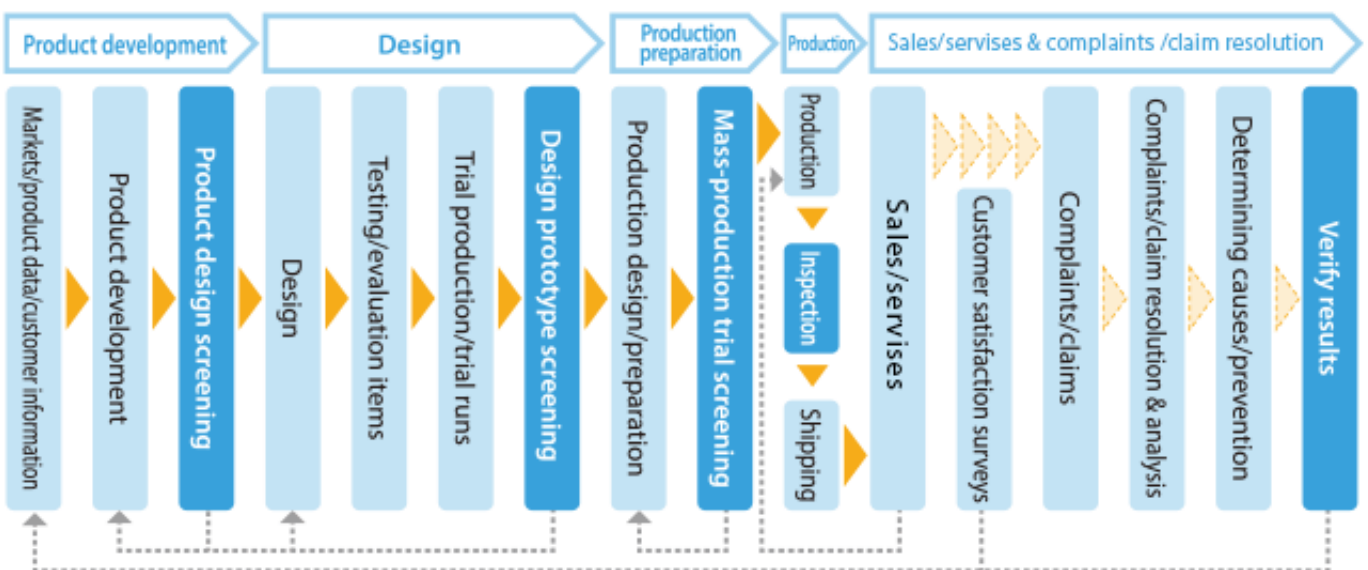 Product development
Design
Production
preparation
Production
Sales/servises & complaints /claim resolution
Markets/product data/customer information
Product development
Product design screening
Design
Testing/evaluation items
Trial production/trial runs
Design prototype screening
Production design/preparation
Mass-production trial screening
Production
Inspection
Shipping
Sales/servises
Customer satisfaction surveys
Complaints/claims
Complaints/claim resolution & analysis
Determining causes/prevention
Verify results